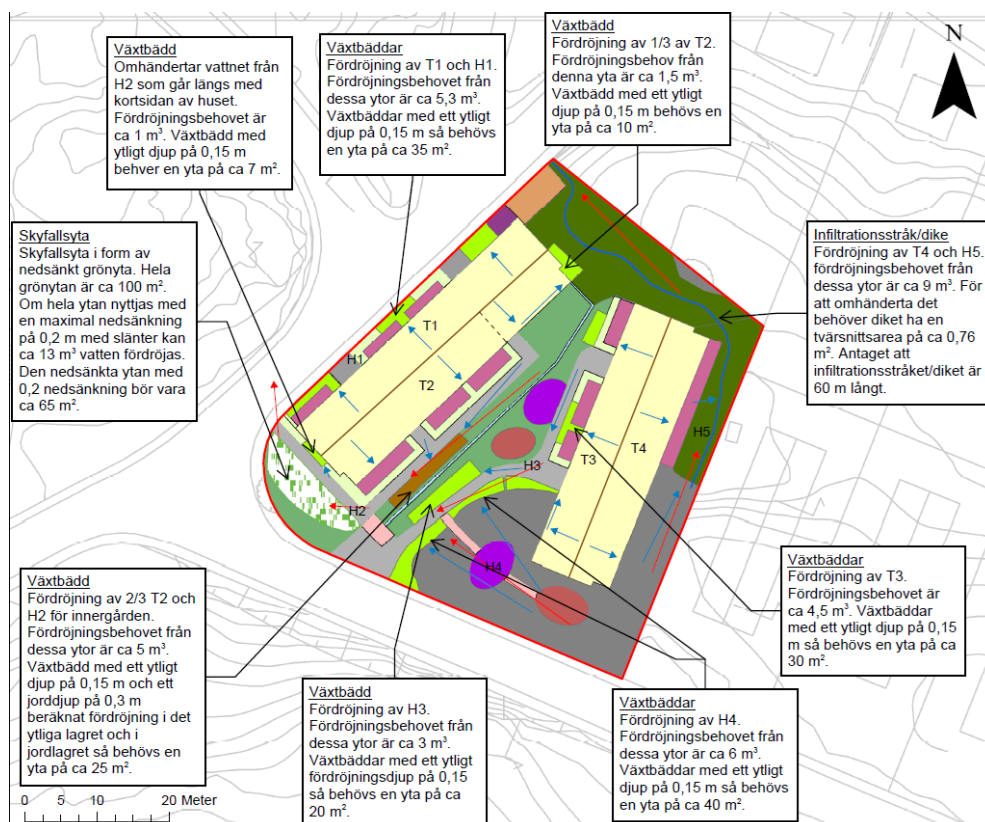 Växtbädd
Omhändertar vattnet från
H2 som går längs med
kortsidan av huset.
Fördröjningsbehovet är
ca 1 m³. Växtbädd med
ytligt djup på 0,15 m
behver en yta på ca 7 m².
Växtbäddar
Fördröjning av T1 och H1.
Fördröjningsbehovet från
dessa ytor är ca 5,3 m³.
Växtbäddar med ett ytligt
djup på 0,15 m så behövs
en yta på ca 35 m².
Växtbädd
Fördröjning av 1/3 av T2.
Fördröjningsbehov från
denna yta är ca 1,5 m³.
Växtbädd med ett ytligt
djup på 0,15 m behövs en
yta på ca 10 m².
N
Skyfallsyta
Skyfallsyta i form av
nedsänkt grönyta. Hela
grönytan är ca 100 m².
Om hela ytan nyttjas med
en maximal nedsänkning
på 0,2 m med slänter kan
ca 13 m³ vatten fördröjas.
Den nedsänkta ytan med
0,2 nedsänkning bör vara
ca 65 m².
Infiltrationsstråk/dike
Fördröjning av T4 och H5.
fördröjningsbehovet från
dessa ytor är ca 9 m³. För
att omhänderta det
behöver diket ha en
tvärsnittsarea på ca 0,76
m². Antaget att
infiltrationsstråket/diket är
60 m långt.
T1
H1
T2
T4
H5
T3
H3
H2
H4
Växtbädd
Fördröjning av 2/3 T2 och
H2 för innergården.
Fördröjningsbehovet från
dessa ytor är ca 5 m³.
Växtbädd med ett ytligt
djup på 0,15 m och ett
jorddjup på 0,3 m
beräknat fördröjning i det
ytliga lagret och i
jordlagret så behövs en
yta på ca 25 m².
Växtbädd
Fördröjning av H3.
Fördröjningsbehovet från
dessa ytor är ca 3 m³.
Växtbäddar med ett ytligt
fördröjningsdjup på 0,15
så behövs en yta på ca
20 m².
Växtbäddar
Fördröjning av H4.
Fördröjningsbehovet från
dessa ytor är ca 6 m³.
Växtbäddar med ett ytligt
djup på 0,15 m så behövs
en yta på ca 40 m².
Växtbäddar
Fördröjning av T3.
Fördröjningsbehovet är
ca 4,5 m³. Växtbäddar
med ett ytligt djup på 0,15
m så behövs en yta på ca
30 m².
0 5 10 20 Meter